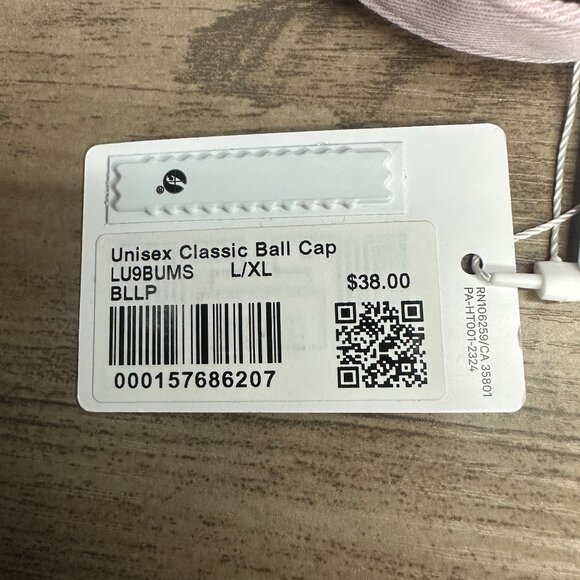 ®
Unisex Classic Ball Cap
LU9BUMS L/XL
BLLP
$38.00
000157686207
RN106259/CA 35801
PA-HT001-2324